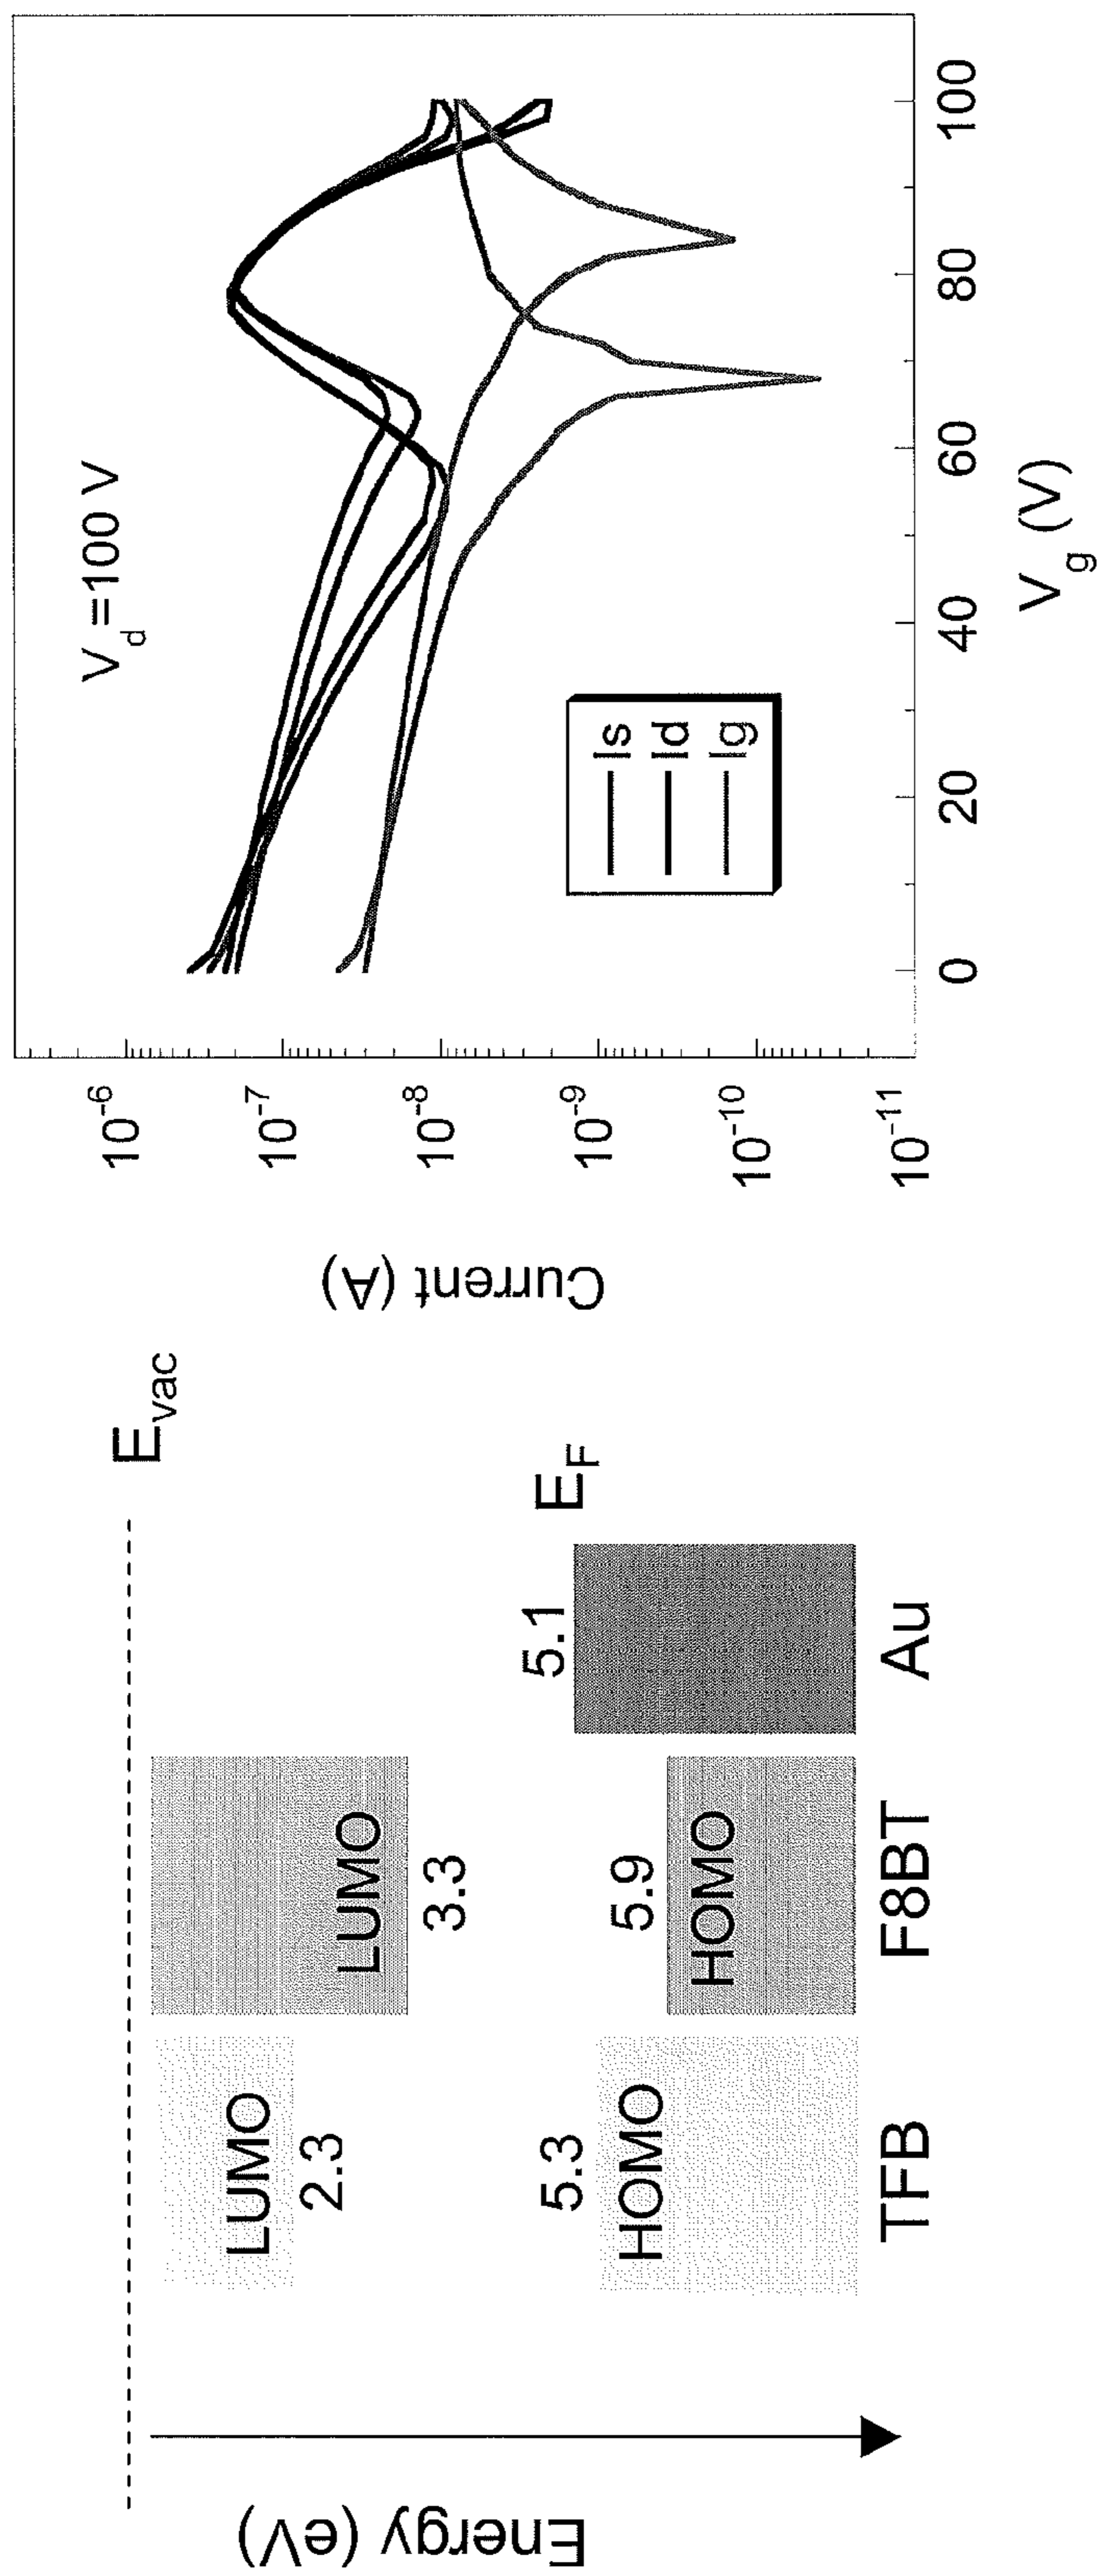 Energy (eV)
E_vac
LUMO
2.3
5.3
HOMO
TFB
LUMO
3.3
5.9
HOMO
F8BT
5.1
E_F
Au
Current (A)
10^-6
10^-7
10^-8
10^-9
10^-10
10^-11
V_d=100 V
Is
Id
Ig
0 20 40 60 80 100
V_g (V)